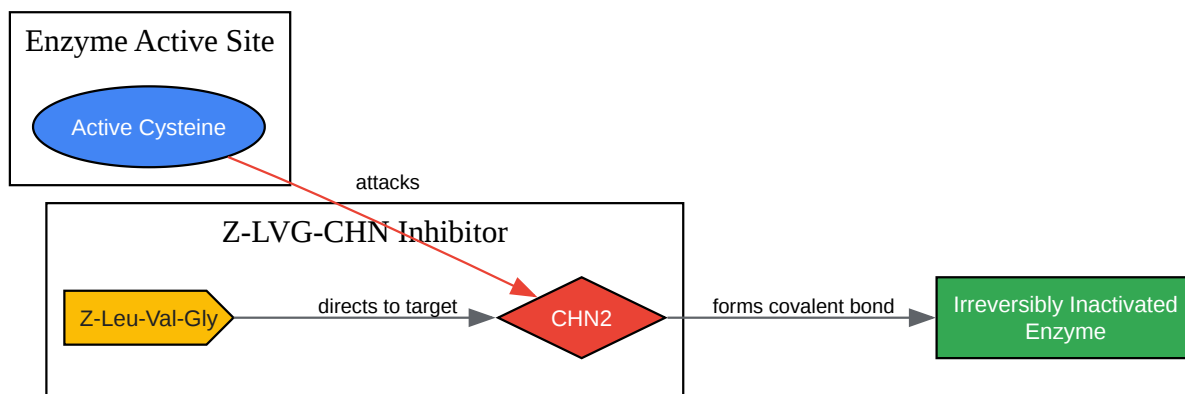 Enzyme Active Site
Active Cysteine
attacks
Z-LVG-CHN Inhibitor
Z-Leu-Val-Gly
directs to target
CHN2
forms covalent bond
Irreversibly Inactivated
Enzyme